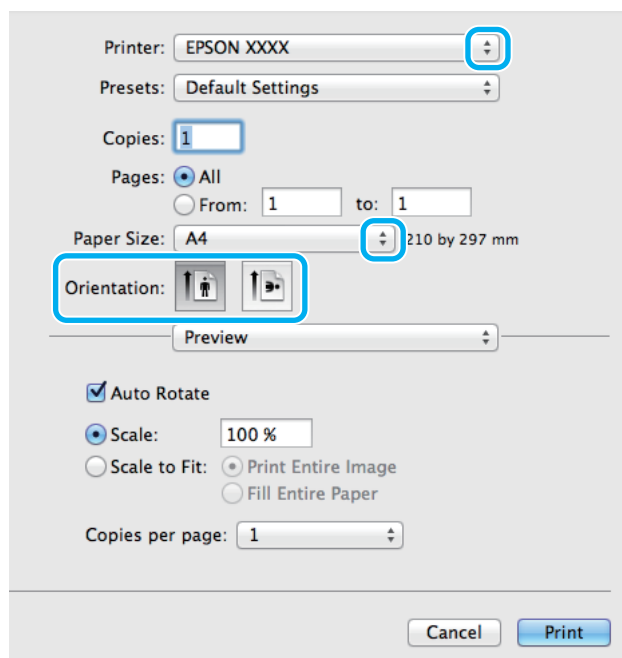 Printer: EPSON XXXX
Presets: Default Settings
Copies: 1
Pages: All
From: 1 to: 1
Paper Size: A4 210 by 297 mm
Orientation:
Preview
Auto Rotate
Scale: 100 %
Scale to Fit: Print Entire Image
Fill Entire Paper
Copies per page: 1
Cancel Print